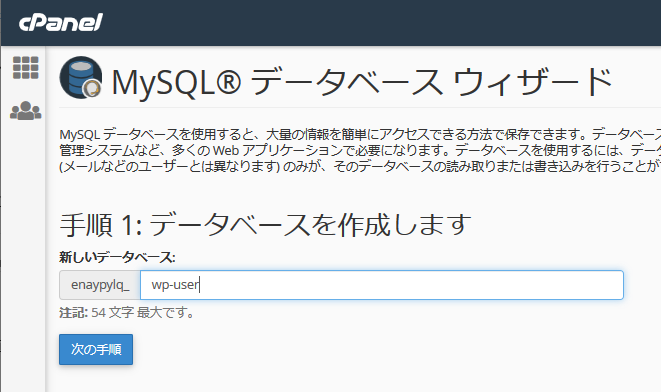 cPanel
MySQL® データベース ウィザード
MySQL データベースを使用すると、大量の情報を簡単にアクセスできる方法で保存できます。データベース
管理システムなど、多くの Web アプリケーションで必要になります。データベースを使用するには、デー
(メールなどのユーザーとは異なります) のみが、そのデータベースの読み取りまたは書き込みを行うことが
手順 1: データベースを作成します
新しいデータベース:
enaypylq_ wp-user
注記: 54 文字 最大です。
次の手順